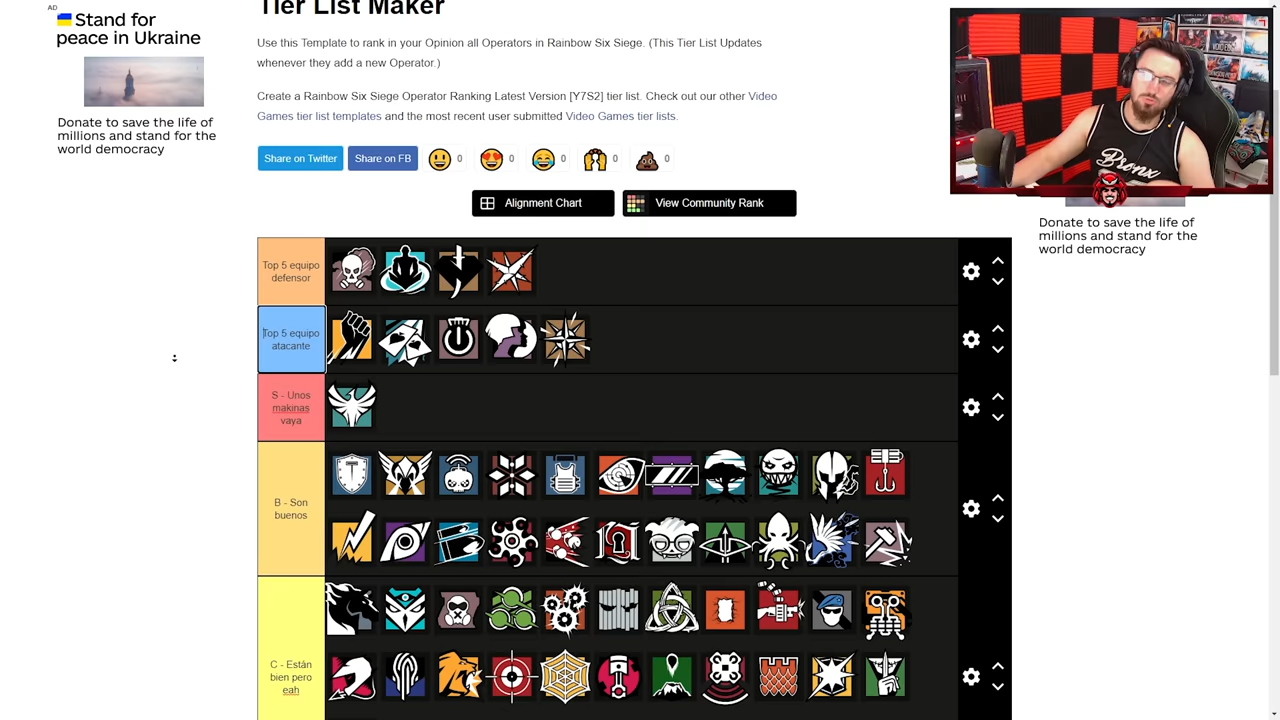 AD
Stand for
peace in Ukraine
Donate to save the life of
millions and stand for the
world democracy
Tier List Maker
Use this Template to rank in your Opinion all Operators in Rainbow Six Siege. (This Tier List Updates
whenever they add a new Operator.)
Create a Rainbow Six Siege Operator Ranking Latest Version [Y7S2] tier list. Check out our other Video
Games tier list templates and the most recent user submitted Video Games tier lists.
Share on Twitter
Share on FB
0
0
0
0
0
Alignment Chart
View Community Rank
Bronx
Donate to save the life of
millions and stand for the
world democracy
Top 5 equipo
defensor
Top 5 equipo
atacante
S - Unos
makinas
vaya
B - Son
buenos
C - Están
bien pero
eah